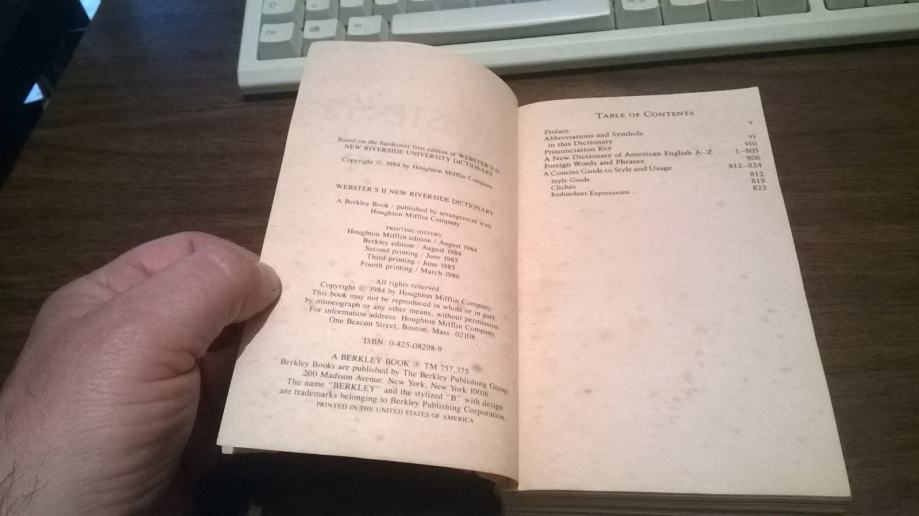 Based on the hardcover first edition of WEBSTER'S II
NEW RIVERSIDE UNIVERSITY DICTIONARY
Copyright © 1984 by Houghton Mifflin Company
WEBSTER'S II NEW RIVERSIDE DICTIONARY
A Berkley Book / published by arrangement with
Houghton Mifflin Company
PRINTING HISTORY
Houghton Mifflin edition / August 1984
Berkley edition / August 1984
Second printing / June 1985
Third printing / June 1985
Fourth printing / March 1986
All rights reserved
Copyright © 1984 by Houghton Mifflin Company
This book may not be reproduced in whole or in part,
by mimeograph or any other means, without permission.
For information address: Houghton Mifflin Company,
One Beacon Street, Boston, Mass. 02108.
ISBN: 0-425-08298-9
A BERKLEY BOOK ® TM 757,375
Berkley Books are published by The Berkley Publishing Group,
200 Madison Avenue, New York, New York 10016.
The name "BERKLEY" and the stylized "B" with design
are trademarks belonging to Berkley Publishing Corporation.
PRINTED IN THE UNITED STATES OF AMERICA
TABLE OF CONTENTS
Preface v
Abbreviations and Symbols
in this Dictionary vi
Pronunciation Key viii
A New Dictionary of American English A–Z 1–805
Foreign Words and Phrases 806
A Concise Guide to Style and Usage 812–824
Style Guide 812
Clichés 819
Redundant Expressions 822